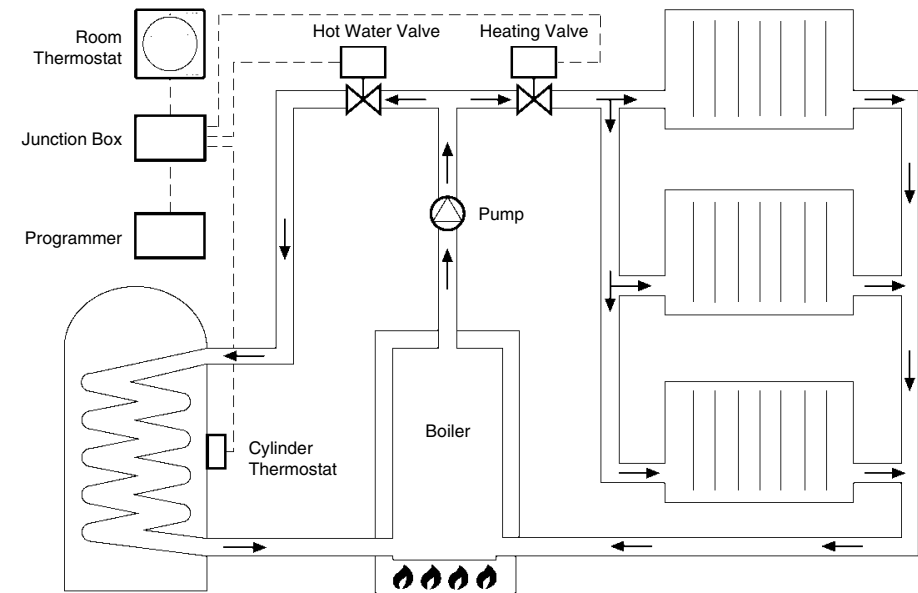 Room
Thermostat
Hot Water Valve
Heating Valve
Junction Box
Programmer
Pump
Boiler
Cylinder
Thermostat